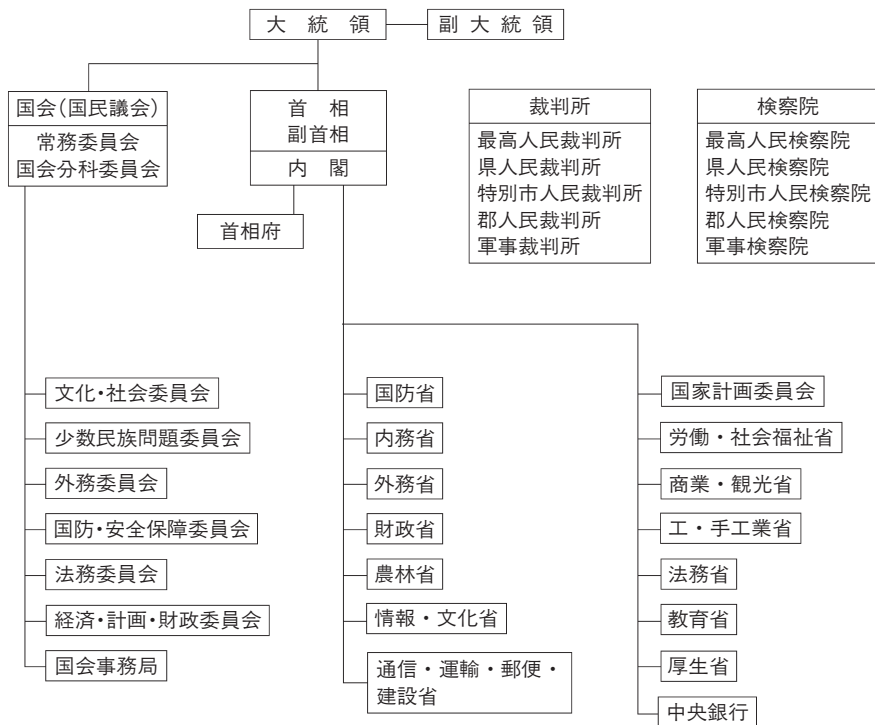 大統領
副大統領
国会(国民議会)
常務委員会
国会分科委員会
首相
副首相
内閣
首相府
裁判所
最高人民裁判所
県人民裁判所
特別市人民裁判所
郡人民裁判所
軍事裁判所
検察院
最高人民検察院
県人民検察院
特別市人民検察院
郡人民検察院
軍事検察院
文化・社会委員会
少数民族問題委員会
外務委員会
国防・安全保障委員会
法務委員会
経済・計画・財政委員会
国会事務局
国防省
内務省
外務省
財政省
農林省
情報・文化省
通信・運輸・郵便・
建設省
国家計画委員会
労働・社会福祉省
商業・観光省
工・手工業省
法務省
教育省
厚生省
中央銀行